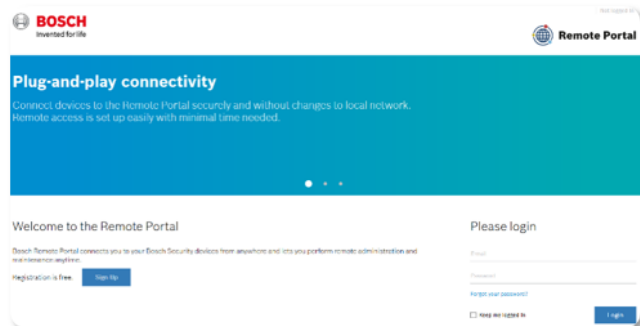 Not logged in
BOSCH
Invented for life
Remote Portal
Plug-and-play connectivity
Connect devices to the Remote Portal securely and without changes to local network.
Remote access is set up easily with minimal time needed.
Welcome to the Remote Portal
Please login
Bosch Remote Portal connects you to your Bosch Security devices from anywhere and lets you perform remote administration and
maintenance anytime.
Registration is free.
Sign Up
Email
Password
Forgot your password?
Keep me logged in
Login